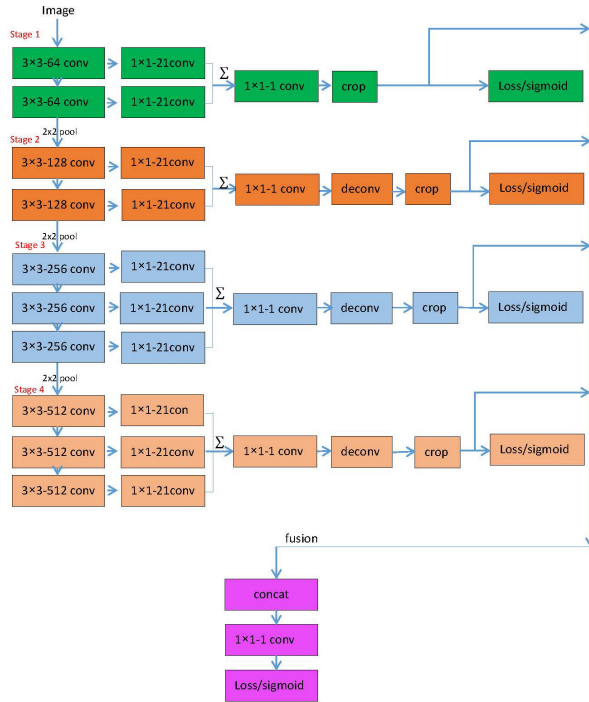 Image
Stage 1
3×3-64 conv
1×1-21conv
3×3-64 conv
1×1-21conv
Σ
1×1-1 conv
crop
Loss/sigmoid
2x2 pool
Stage 2
3×3-128 conv
1×1-21conv
3×3-128 conv
1×1-21conv
Σ
1×1-1 conv
deconv
crop
Loss/sigmoid
2x2 pool
Stage 3
3×3-256 conv
1×1-21conv
3×3-256 conv
1×1-21conv
3×3-256 conv
1×1-21conv
Σ
1×1-1 conv
deconv
crop
Loss/sigmoid
2x2 pool
Stage 4
3×3-512 conv
1×1-21con
3×3-512 conv
1×1-21conv
3×3-512 conv
1×1-21conv
Σ
1×1-1 conv
deconv
crop
Loss/sigmoid
fusion
concat
1×1-1 conv
Loss/sigmoid